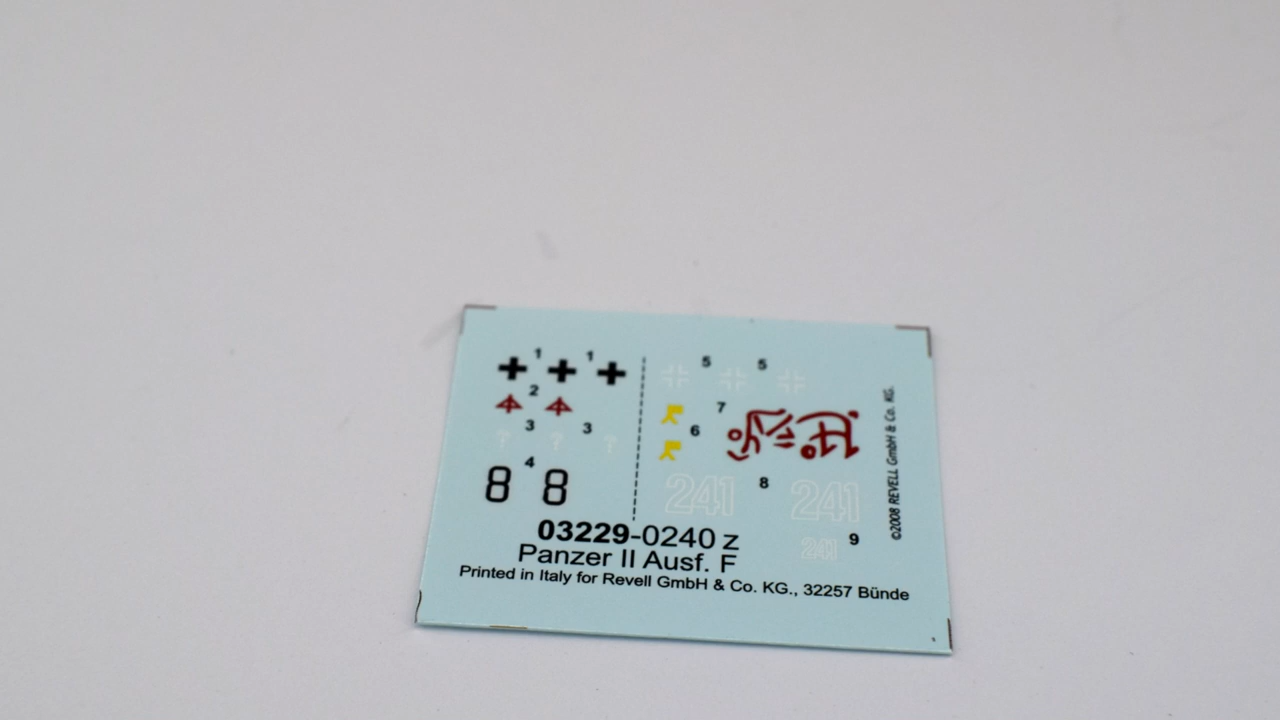 1 1 5 5
2
7
3 3 6
? ? ?
4
8 8 241 8 241
03229-0240 z
241 9
Panzer II Ausf. F
Printed in Italy for Revell GmbH & Co. KG., 32257 Bünde
©2008 REVELL GmbH & Co. KG.